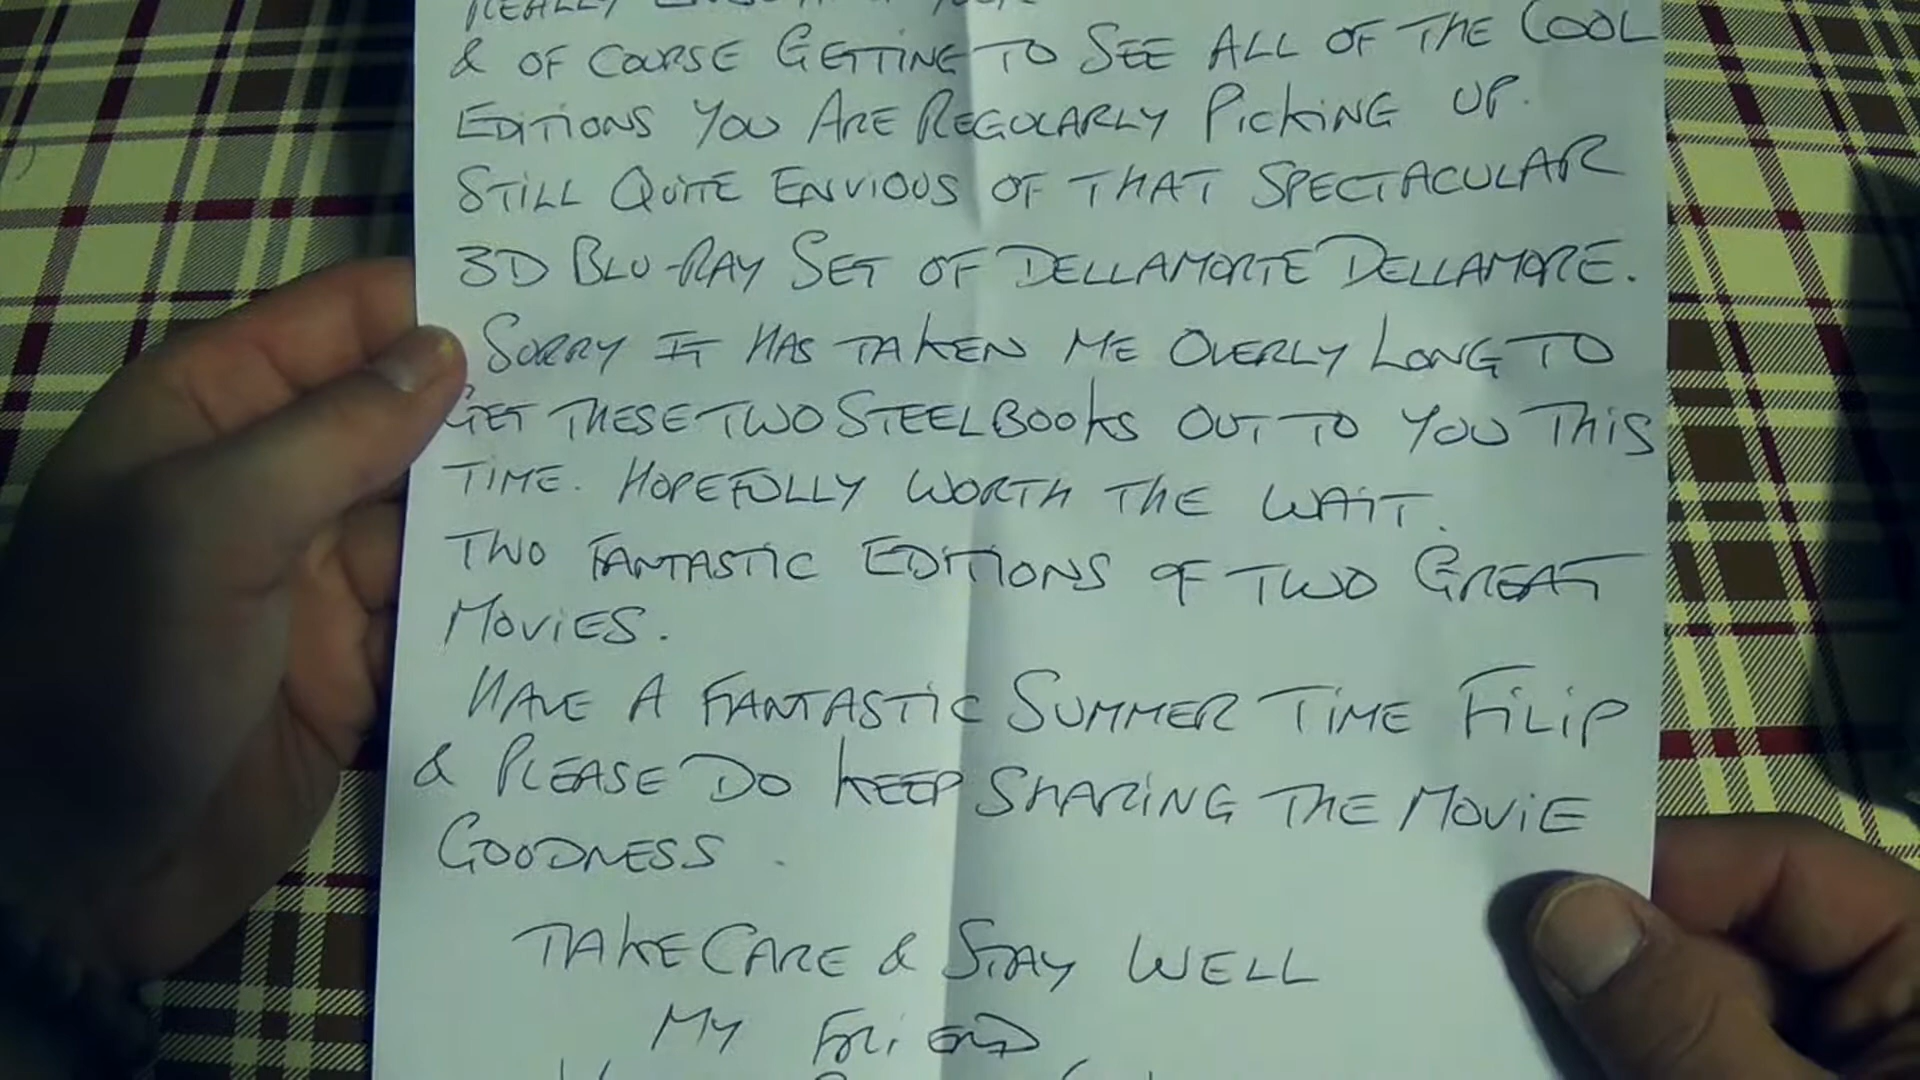 REALLY
& OF COURSE GETTING TO SEE ALL OF THE COOL
EDITIONS YOU ARE REGULARLY PICKING UP.
STILL QUITE ENVIOUS OF THAT SPECTACULAR
3D BLU-RAY SET OF DELLAMORTE DELLAMORE.
SORRY IT HAS TAKEN ME OVERLY LONG TO
GET THESE TWO STEELBOOKS OUT TO YOU THIS
TIME. HOPEFULLY WORTH THE WAIT.
TWO FANTASTIC EDITIONS OF TWO GREAT
MOVIES.
HAVE A FANTASTIC SUMMER TIME FILIP
& PLEASE DO KEEP SHARING THE MOVIE
GOODNESS.
TAKE CARE & STAY WELL
MY FRIEND